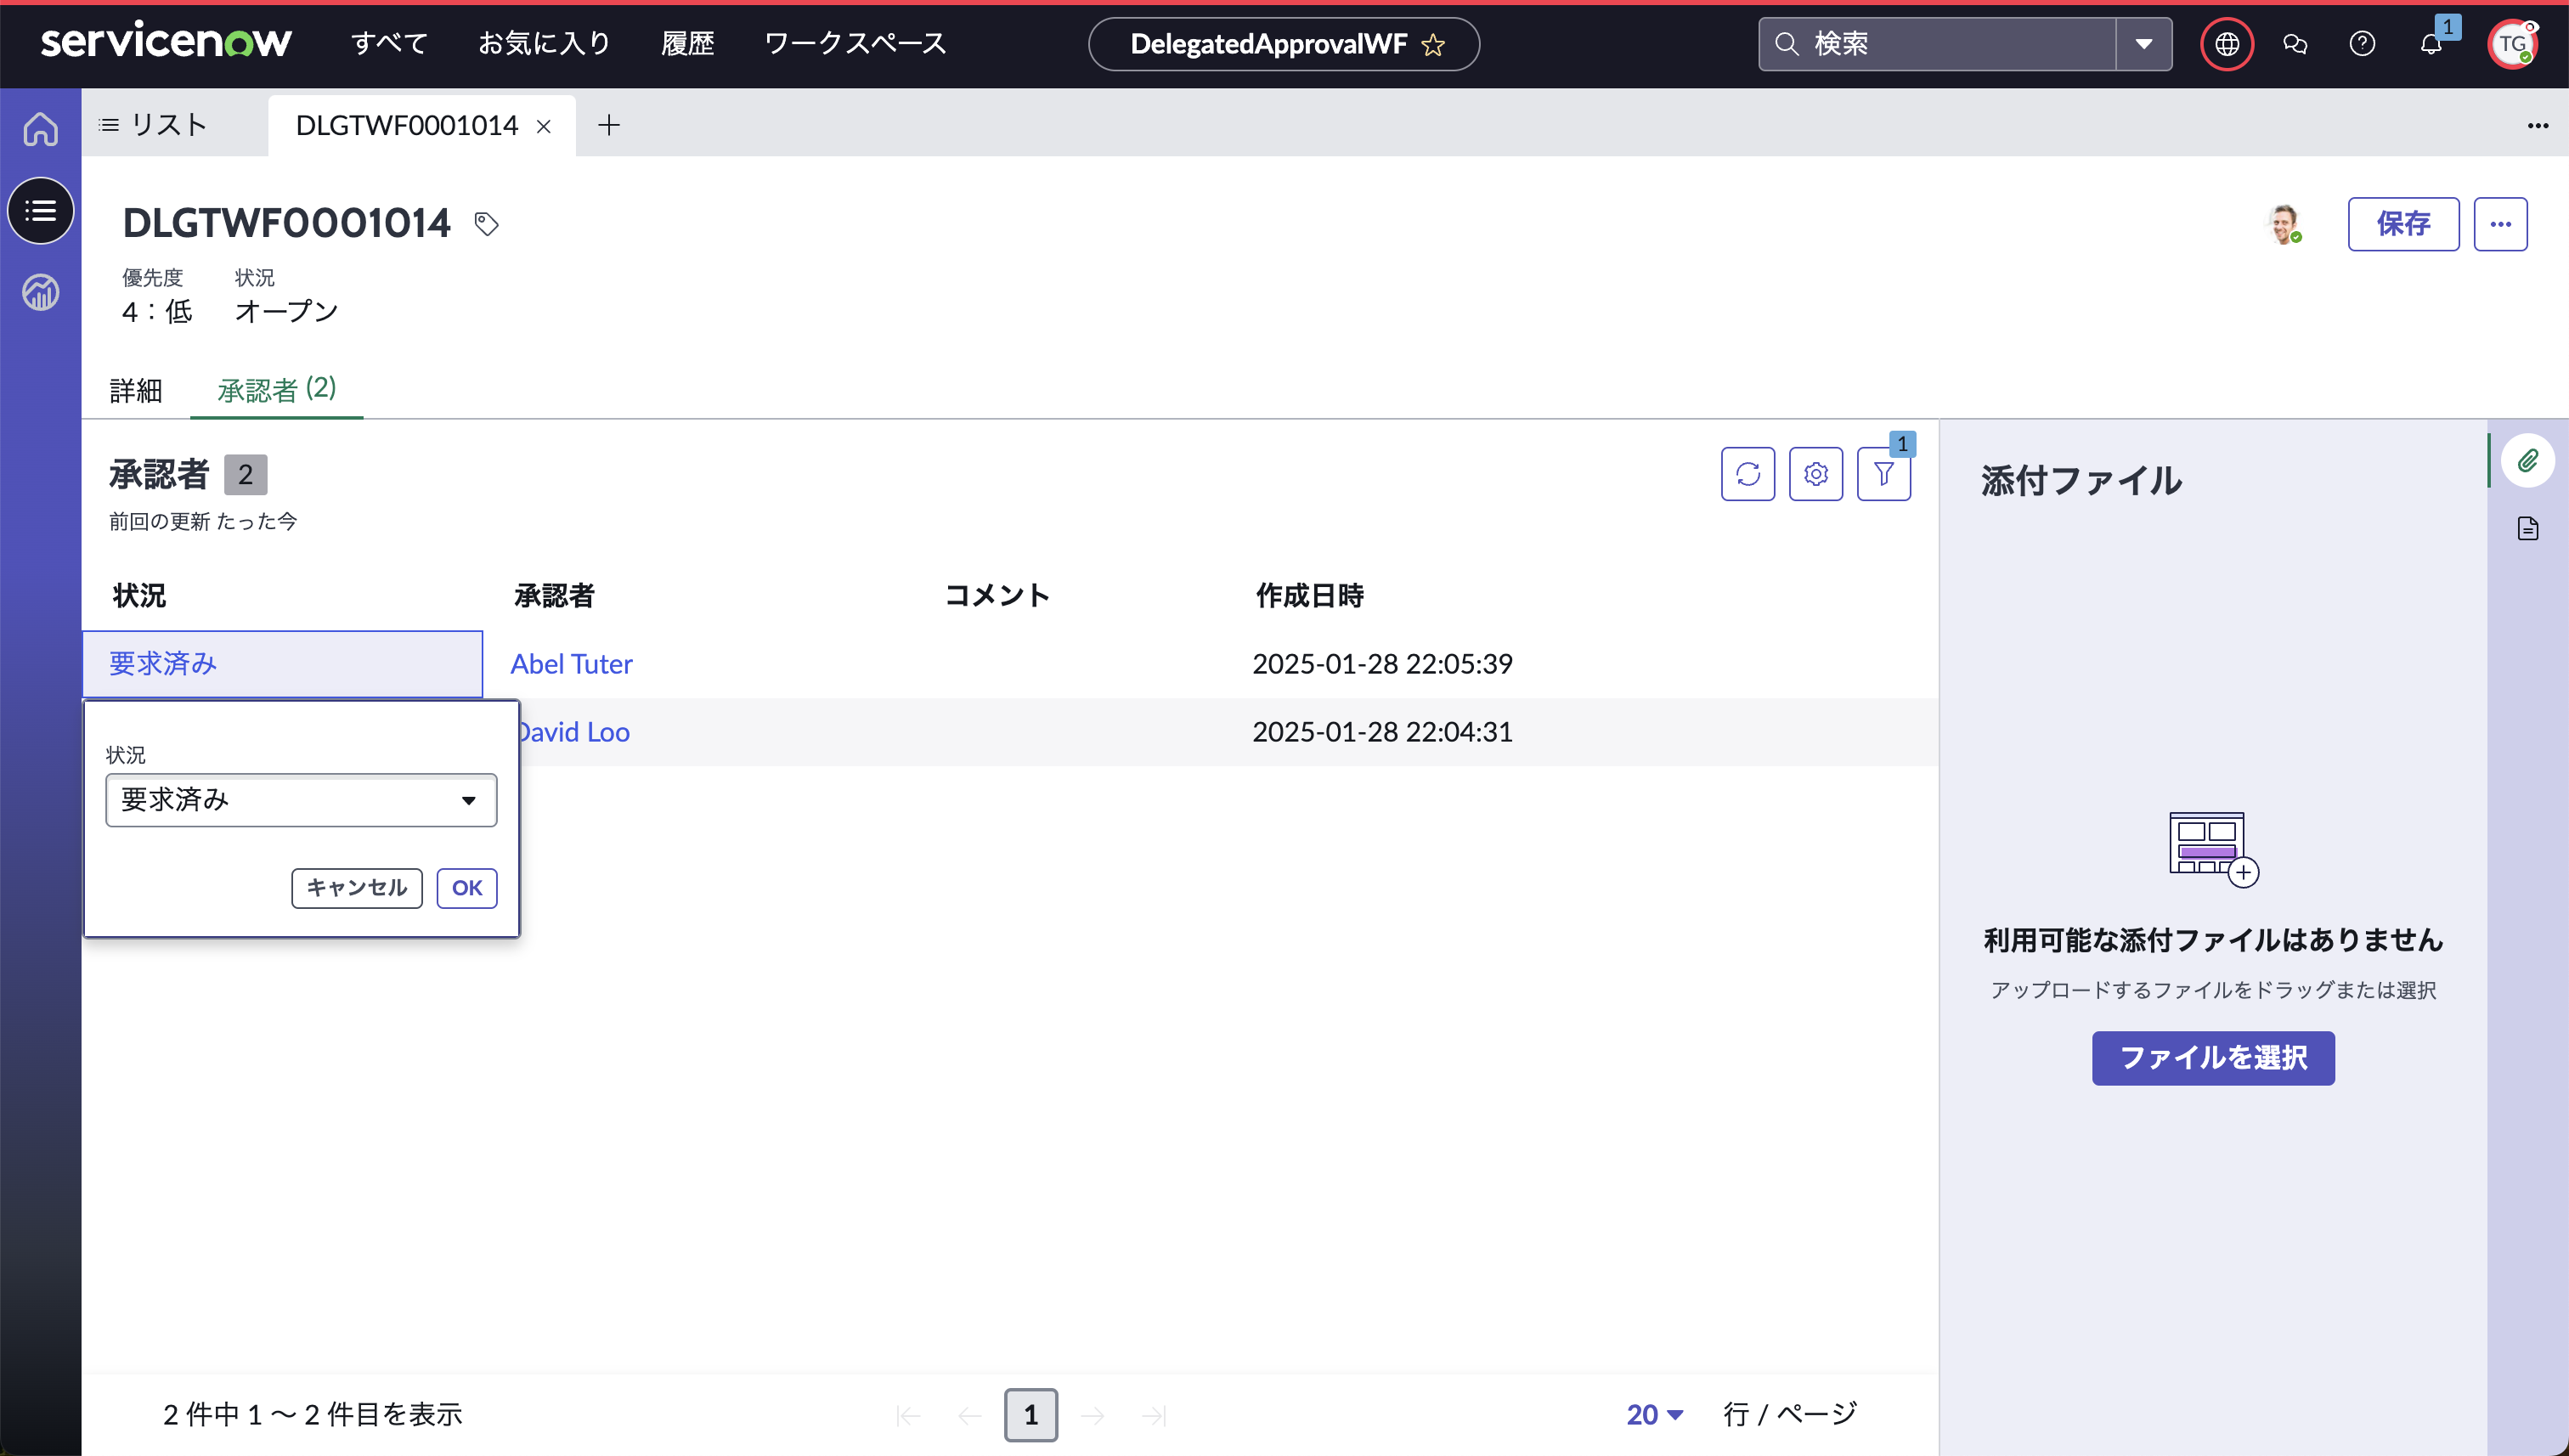 servicenow すべて お気に入り 履歴 ワークスペース DelegatedApprovalWF 検索 1 TG
リスト DLGTWF0001014
DLGTWF0001014 保存
優先度 状況
4：低 オープン
詳細 承認者 (2)
承認者 2 1
前回の更新 たった今
添付ファイル
状況 承認者 コメント 作成日時
要求済み Abel Tuter 2025-01-28 22:05:39
David Loo 2025-01-28 22:04:31
状況
要求済み
キャンセル OK
利用可能な添付ファイルはありません
アップロードするファイルをドラッグまたは選択
ファイルを選択
2 件中 1 〜 2 件目を表示 1 20 行 / ページ